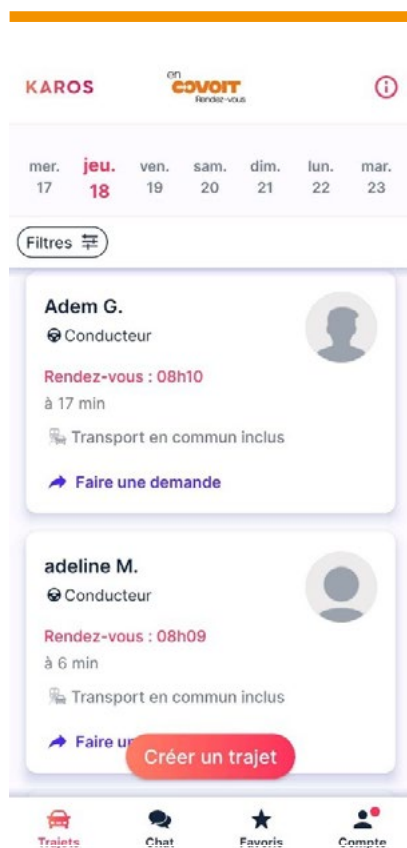 KAROS
en
covoit
Rendez-vous
mer. jeu. ven. sam. dim. lun. mar.
17 18 19 20 21 22 23
Filtres
Adem G.
Conducteur
Rendez-vous : 08h10
à 17 min
Transport en commun inclus
Faire une demande
adeline M.
Conducteur
Rendez-vous : 08h09
à 6 min
Transport en commun inclus
Faire
Créer un trajet
Trajets Chat Favoris Compte